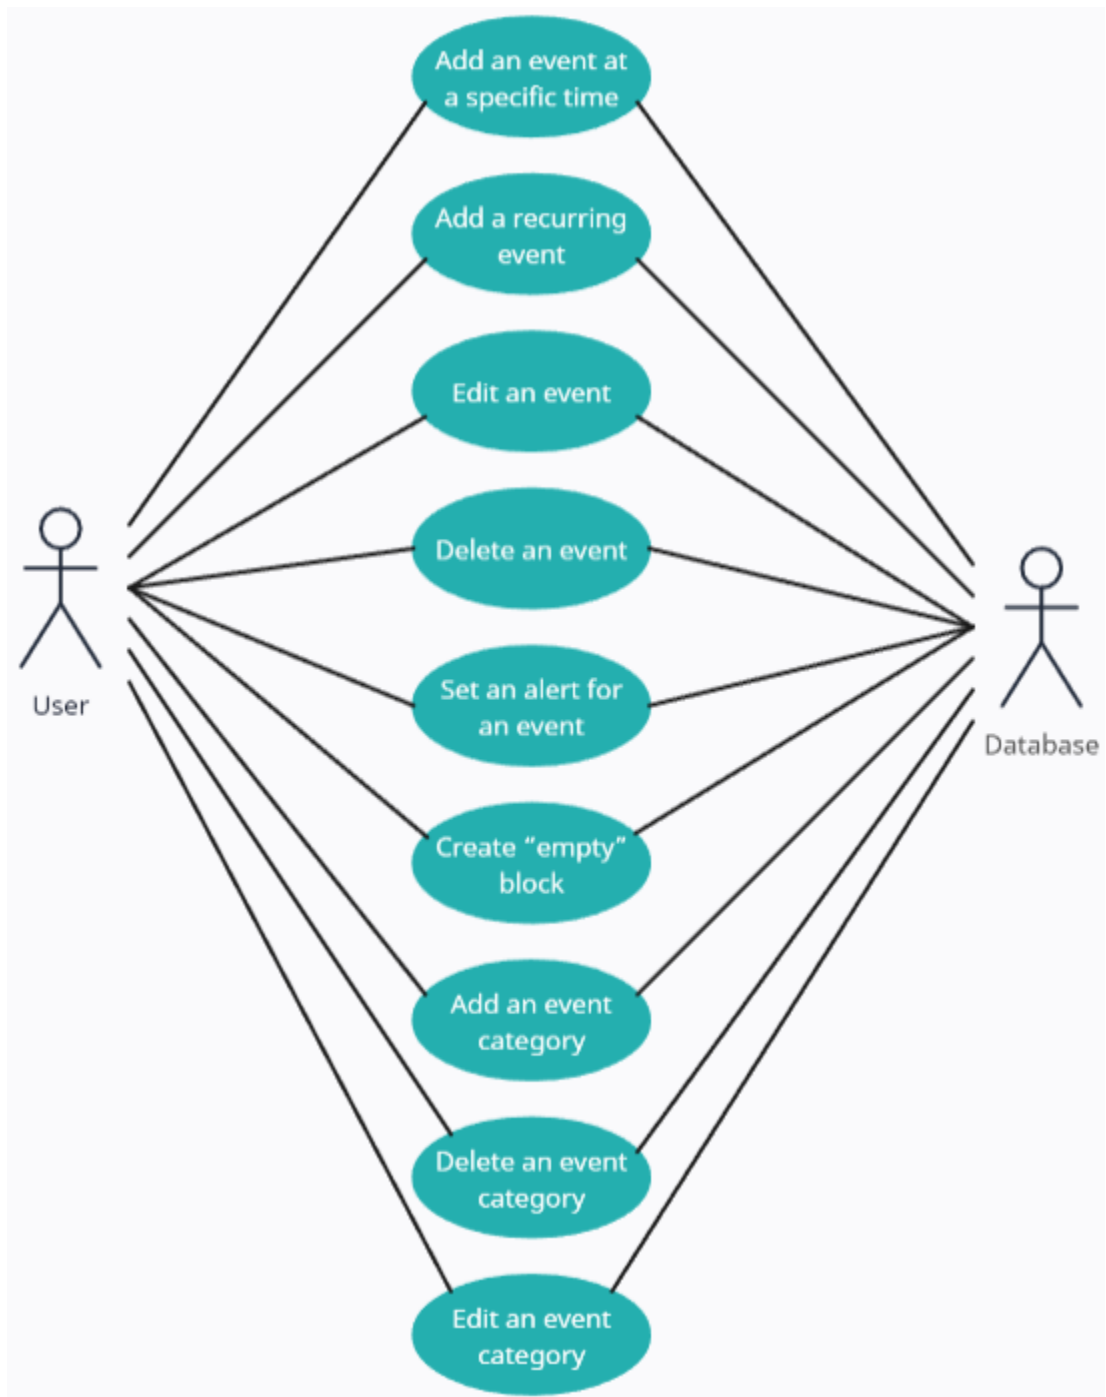 Add an event at
a specific time
Add a recurring
event
Edit an event
Delete an event
Set an alert for
an event
User
Database
Create “empty”
block
Add an event
category
Delete an event
category
Edit an event
category